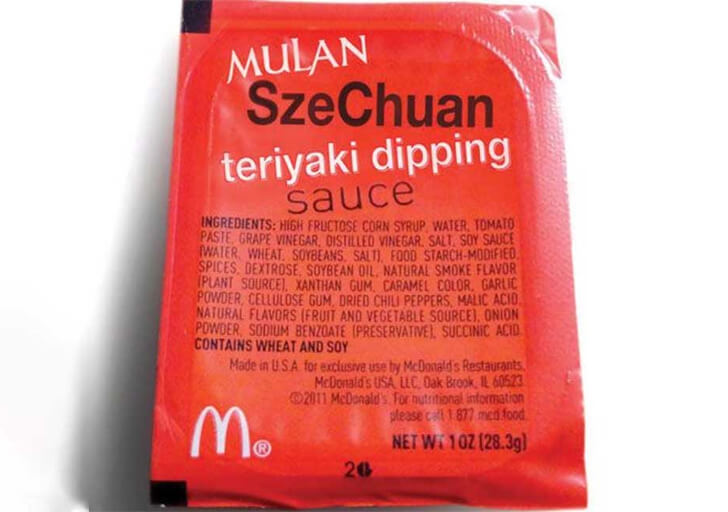 MULAN
SzeChuan
teriyaki dipping
sauce
INGREDIENTS: HIGH FRUCTOSE CORN SYRUP, WATER, TOMATO
PASTE, GRAPE VINEGAR, DISTILLED VINEGAR, SALT, SOY SAUCE
(WATER, WHEAT, SOYBEANS, SALT), FOOD STARCH-MODIFIED,
SPICES, DEXTROSE, SOYBEAN OIL, NATURAL SMOKE FLAVOR
(PLANT SOURCE), XANTHAN GUM, CARAMEL COLOR, GARLIC
POWDER, CELLULOSE GUM, DRIED CHILI PEPPERS, MALIC ACID,
NATURAL FLAVORS (FRUIT AND VEGETABLE SOURCE), ONION
POWDER, SODIUM BENZOATE (PRESERVATIVE), SUCCINIC ACID.
CONTAINS WHEAT AND SOY
Made in U.S.A. for exclusive use by McDonald's Restaurants.
McDonald's USA, LLC, Oak Brook, IL 60523
©2011 McDonald's. For nutritional information
please call 1.877.mcd.food.
M®
NET WT 1 OZ (28.3g)
2